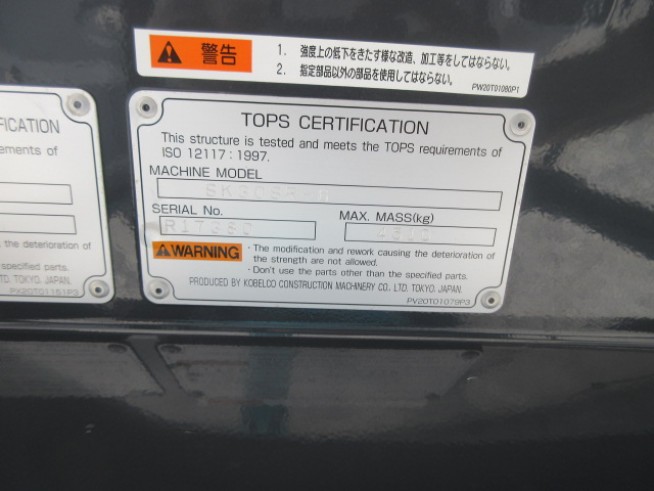 警告
1. 強度上の低下をきたす様な改造、加工等をしてはならない。
2. 指定部品以外の部品を使用してはならない。
PW20T01080P1
TOPS CERTIFICATION
This structure is tested and meets the TOPS requirements of
ISO 12117 : 1997.
MACHINE MODEL
SERIAL No.
MAX. MASS(kg)
WARNING
· The modification and rework causing the deterioration of
the strength are not allowed.
· Don't use the parts other than the specified parts.
PRODUCED BY KOBELCO CONSTRUCTION MACHINERY CO., LTD. TOKYO, JAPAN.
PV20T01079P3
CATION
rements of
the deterioration
specified parts.
TD. TOKYO, JAPAN.
PX20T01151P3